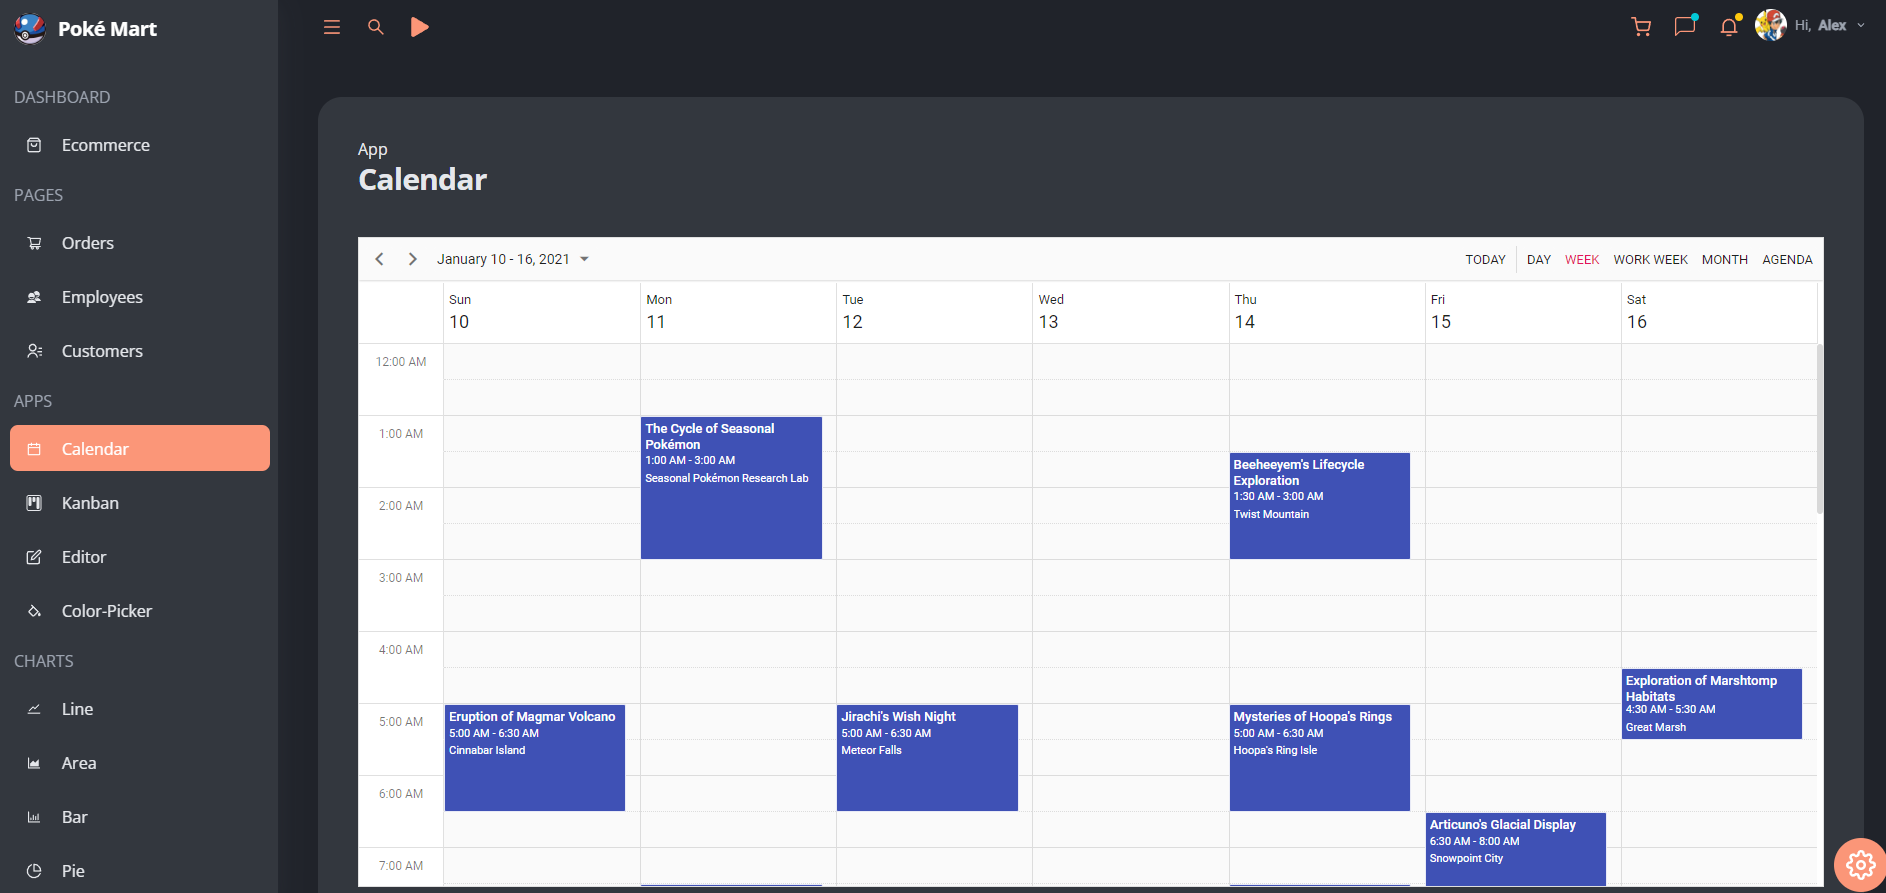 Poké Mart
Hi, Alex
DASHBOARD
Ecommerce
PAGES
Orders
Employees
Customers
APPS
Calendar
Kanban
Editor
Color-Picker
CHARTS
Line
Area
Bar
Pie
App
Calendar
January 10 - 16, 2021
TODAY DAY WEEK WORK WEEK MONTH AGENDA
Sun Mon Tue Wed Thu Fri Sat
10 11 12 13 14 15 16
12:00 AM
1:00 AM
2:00 AM
3:00 AM
4:00 AM
5:00 AM
6:00 AM
7:00 AM
Eruption of Magmar Volcano
5:00 AM - 6:30 AM
Cinnabar Island
The Cycle of Seasonal
Pokémon
1:00 AM - 3:00 AM
Seasonal Pokémon Research Lab
Jirachi's Wish Night
5:00 AM - 6:30 AM
Meteor Falls
Beeheeyem's Lifecycle
Exploration
1:30 AM - 3:00 AM
Twist Mountain
Mysteries of Hoopa's Rings
5:00 AM - 6:30 AM
Hoopa's Ring Isle
Articuno's Glacial Display
6:30 AM - 8:00 AM
Snowpoint City
Exploration of Marshtomp
Habitats
4:30 AM - 5:30 AM
Great Marsh